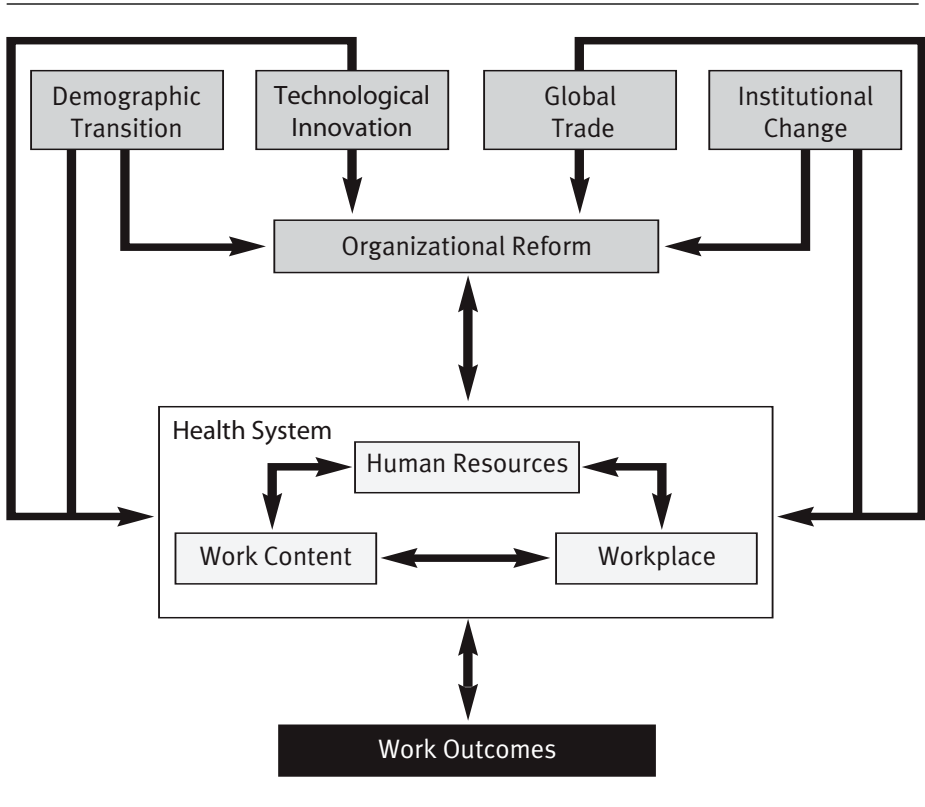 Demographic
Transition
Technological
Innovation
Global
Trade
Institutional
Change
Organizational Reform
Health System
Human Resources
Work Content
Workplace
Work Outcomes